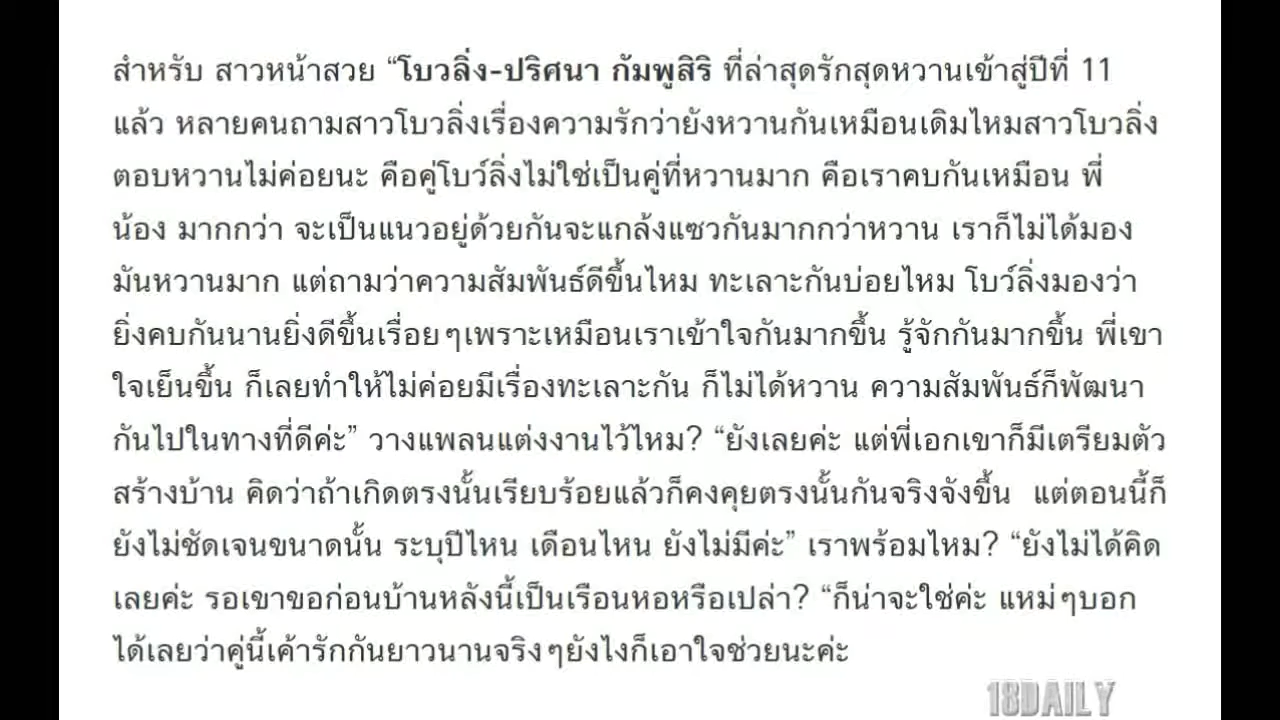 สำหรับ สาวหน้าสวย “โบวลิ่ง-ปริศนา กัมพูสิริ ที่ล่าสุดรักสุดหวานเข้าสู่ปีที่ 11
แล้ว หลายคนถามสาวโบวลิ่งเรื่องความรักว่ายังหวานกันเหมือนเดิมไหมสาวโบวลิ่ง
ตอบหวานไม่ค่อยนะ คือคู่โบว์ลิ่งไม่ใช่เป็นคู่ที่หวานมาก คือเราคบกันเหมือน พี่
น้อง มากกว่า จะเป็นแนวอยู่ด้วยกันจะแกล้งแซวกันมากกว่าหวาน เราก็ไม่ได้มอง
มันหวานมาก แต่ถามว่าความสัมพันธ์ดีขึ้นไหม ทะเลาะกันบ่อยไหม โบว์ลิ่งมองว่า
ยิ่งคบกันนานยิ่งดีขึ้นเรื่อยๆเพราะเหมือนเราเข้าใจกันมากขึ้น รู้จักกันมากขึ้น พี่เขา
ใจเย็นขึ้น ก็เลยทำให้ไม่ค่อยมีเรื่องทะเลาะกัน ก็ไม่ได้หวาน ความสัมพันธ์ก็พัฒนา
กันไปในทางที่ดีค่ะ” วางแพลนแต่งงานไว้ไหม? “ยังเลยค่ะ แต่พี่เอกเขาก็มีเตรียมตัว
สร้างบ้าน คิดว่าถ้าเกิดตรงนั้นเรียบร้อยแล้วก็คงคุยตรงนั้นกันจริงจังขึ้น แต่ตอนนี้ก็
ยังไม่ชัดเจนขนาดนั้น ระบุปีไหน เดือนไหน ยังไม่มีค่ะ” เราพร้อมไหม? “ยังไม่ได้คิด
เลยค่ะ รอเขาขอก่อนบ้านหลังนี้เป็นเรือนหอหรือเปล่า? “ก็น่าจะใช่ค่ะ แหม่ๆบอก
ได้เลยว่าคู่นี้เค้ารักกันยาวนานจริงๆยังไงก็เอาใจช่วยนะค่ะ
18DAILY